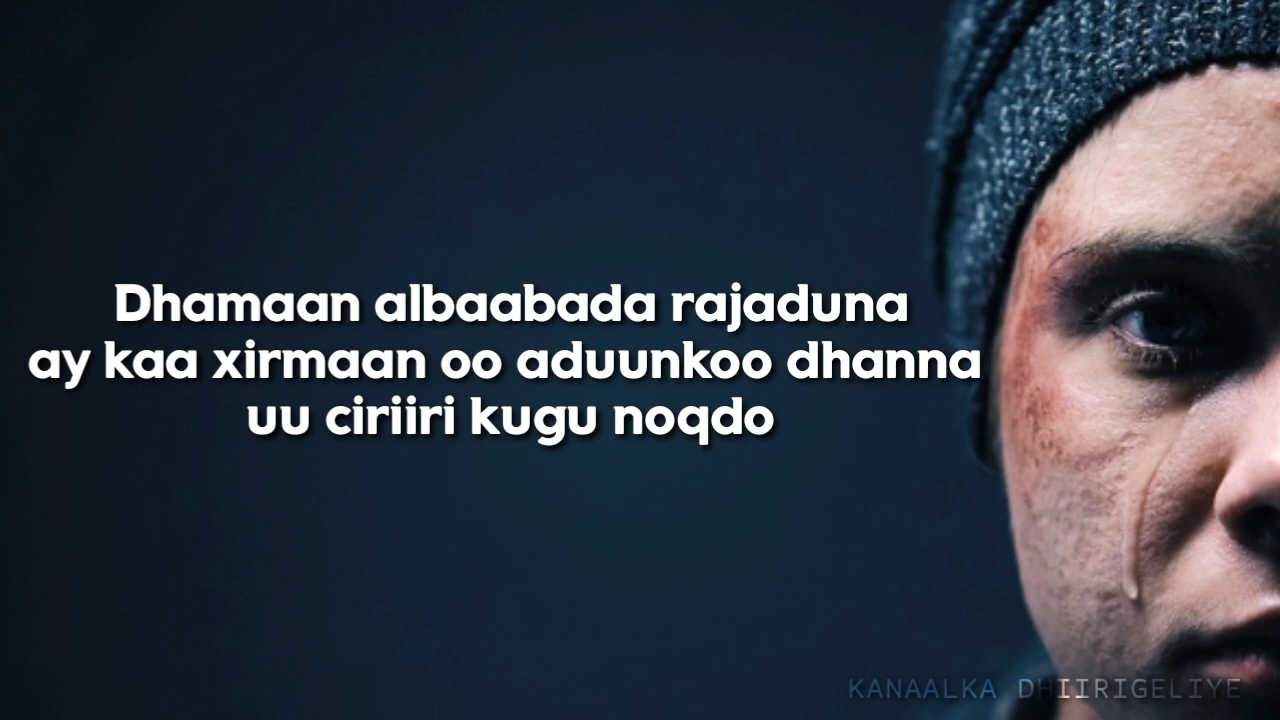 Dhamaan albaabada rajaduna
ay kaa xirmaan oo aduunkoo dhanna
uu ciriiri kugu noqdo
KANAALKA DHIIRIGELIYE